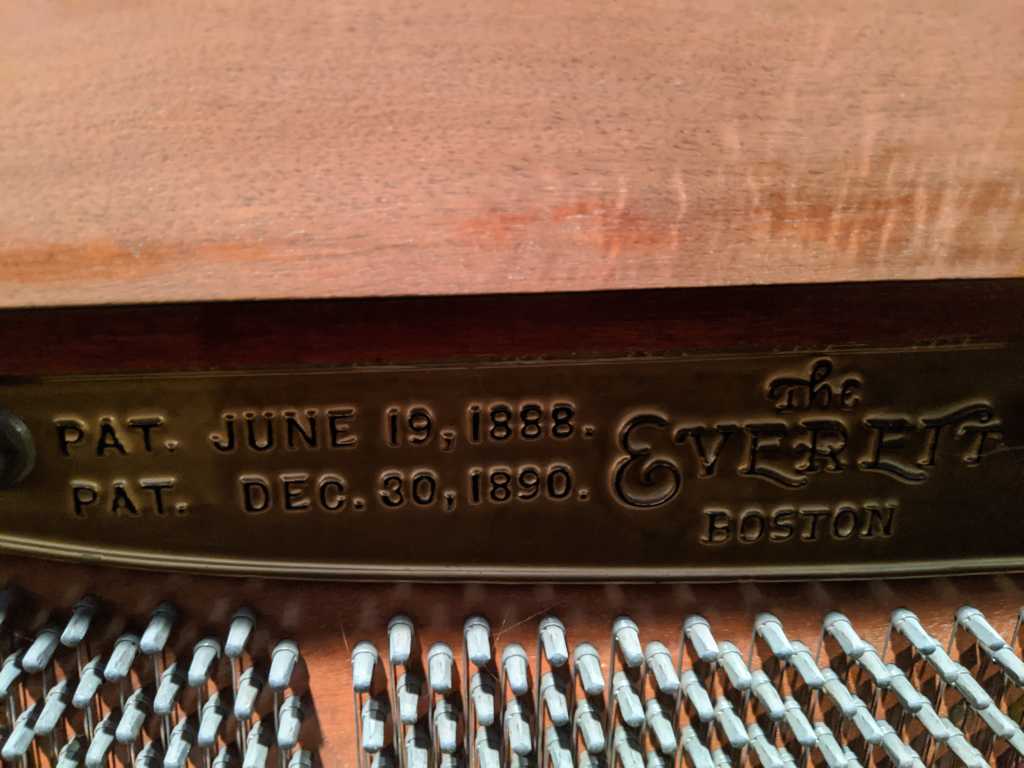 PAT. JUNE 19, 1888.
PAT. DEC. 30, 1890.
The
EVERETT
BOSTON